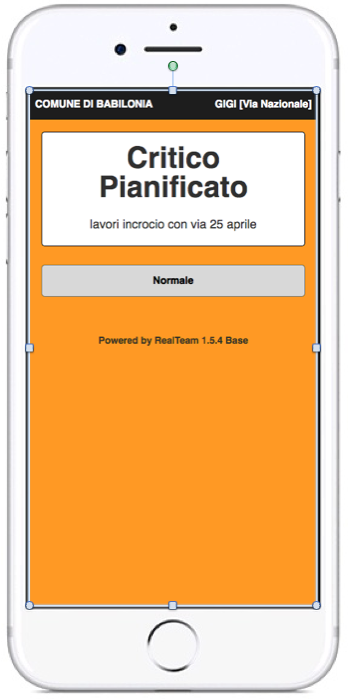 COMUNE DI BABILONIA GIGI [Via Nazionale]
Critico
Pianificato
lavori incrocio con via 25 aprile
Normale
Powered by RealTeam 1.5.4 Base